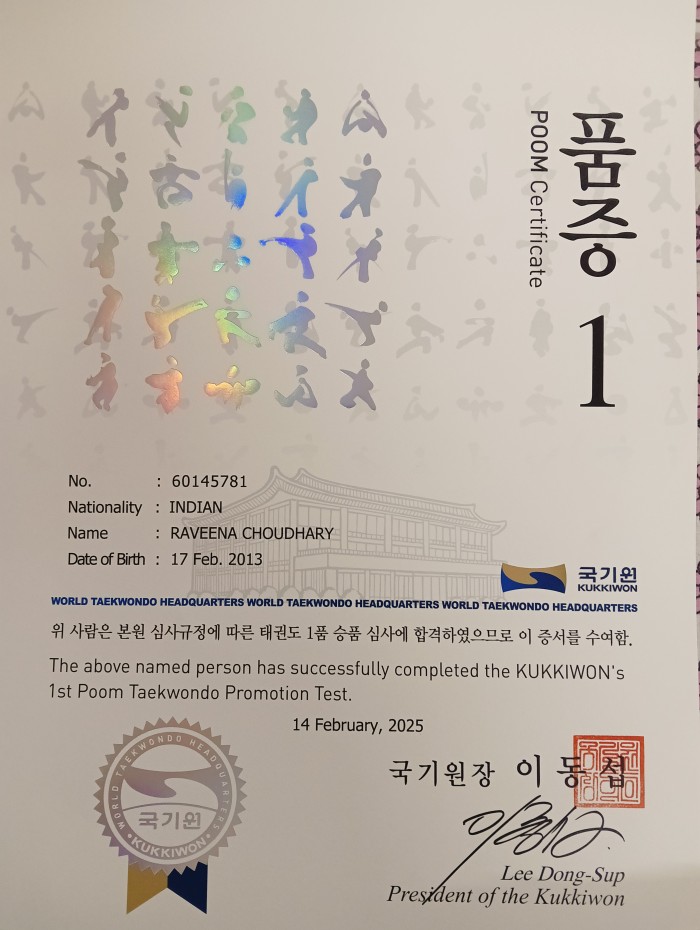 품증 1
POOM Certificate
No. : 60145781
Nationality : INDIAN
Name : RAVEENA CHOUDHARY
Date of Birth : 17 Feb. 2013
국기원
KUKKIWON
WORLD TAEKWONDO HEADQUARTERS WORLD TAEKWONDO HEADQUARTERS WORLD TAEKWONDO HEADQUARTERS
위 사람은 본원 심사규정에 따른 태권도 1품 승품 심사에 합격하였으므로 이 증서를 수여함.
The above named person has successfully completed the KUKKIWON's
1st Poom Taekwondo Promotion Test.
14 February, 2025
WORLD TAEKWONDO HEADQUARTERS
국기원
•KUKKIWON•
국기원장 이동섭
Lee Dong-Sup
President of the Kukkiwon